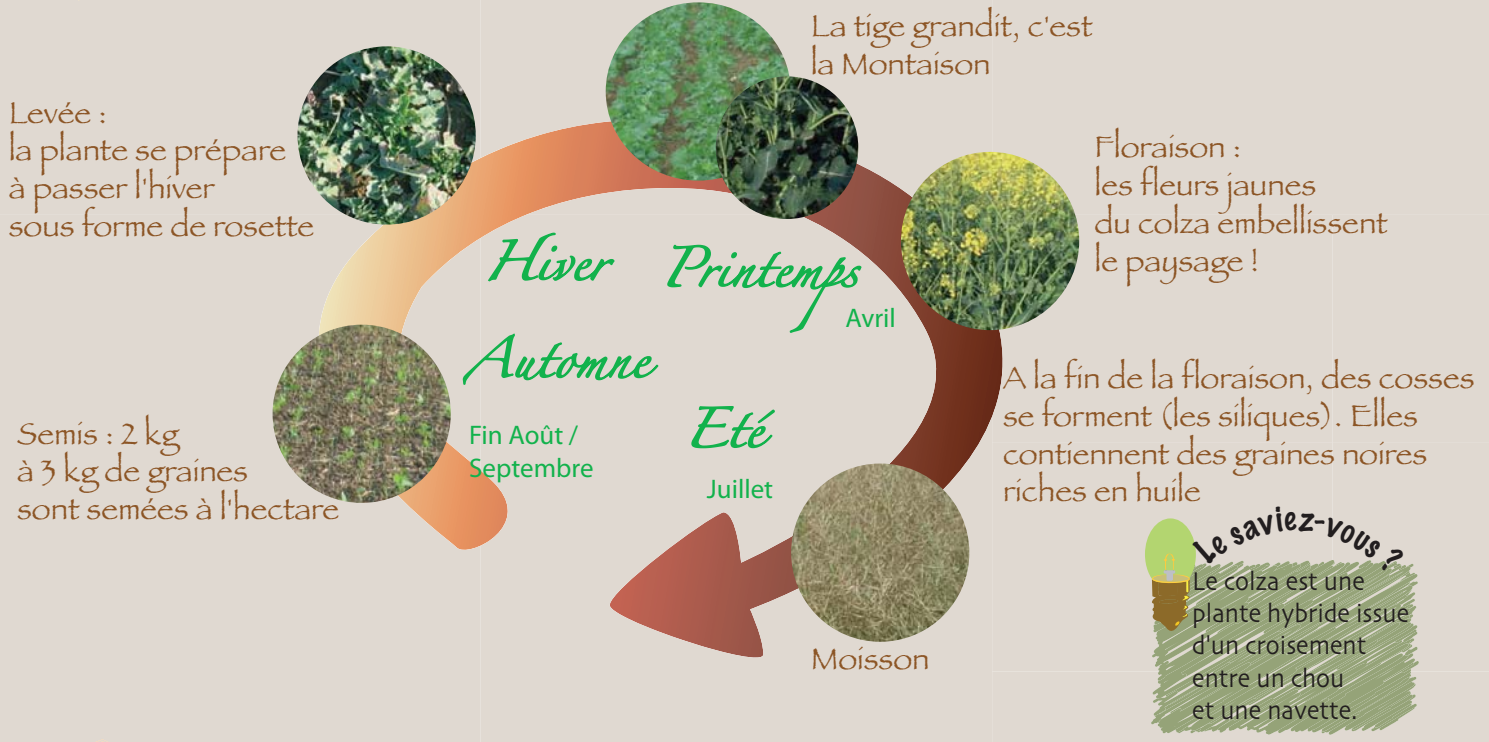 La tige grandit, c'est
la Montaison
Levée :
la plante se prépare
à passer l'hiver
sous forme de rosette
Floraison :
les fleurs jaunes
du colza embellissent
le paysage !
Hiver
Printemps
Avril
Automne
Fin Août /
Septembre
Eté
Juillet
Semis : 2 kg
à 3 kg de graines
sont semées à l'hectare
A la fin de la floraison, des cosses
se forment (les siliques). Elles
contiennent des graines noires
riches en huile
Moisson
Le saviez-vous ?
Le colza est une
plante hybride issue
d'un croisement
entre un chou
et une navette.